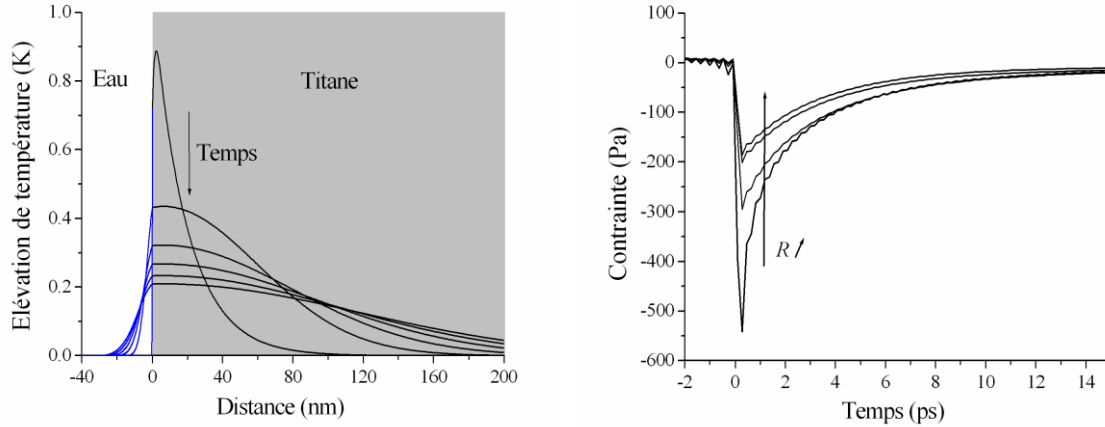 Elévation de température (K)
1.0
0.8
0.6
0.4
0.2
0.0
Eau
Titane
Temps
-40 0 40 80 120 160 200
Distance (nm)
Contrainte (Pa)
100
0
-100
-200
-300
-400
-500
-600
R
-2 0 2 4 6 8 10 12 14
Temps (ps)